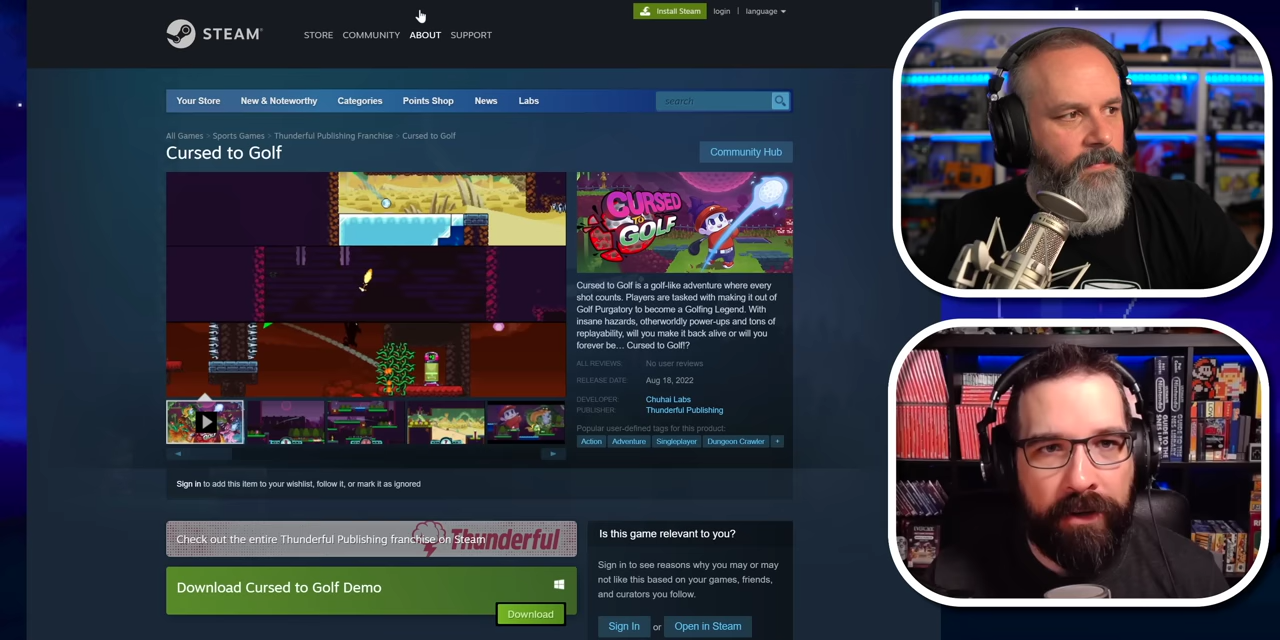 Install Steam
login | language
STEAM®
STORE COMMUNITY ABOUT SUPPORT
Your Store New & Noteworthy Categories Points Shop News Labs
search
All Games > Sports Games > Thunderful Publishing Franchise > Cursed to Golf
Cursed to Golf
Community Hub
CURSED
TO
GOLF
Cursed to Golf is a golf-like adventure where every
shot counts. Players are tasked with making it out of
Golf Purgatory to become a Golfing Legend. With
insane hazards, otherworldly power-ups and tons of
replayability, will you make it back alive or will you
forever be... Cursed to Golf!?
ALL REVIEWS: No user reviews
RELEASE DATE: Aug 18, 2022
DEVELOPER: Chuhai Labs
PUBLISHER: Thunderful Publishing
Popular user-defined tags for this product:
Action Adventure Singleplayer Dungeon Crawler +
Sign in to add this item to your wishlist, follow it, or mark it as ignored
Check out the entire Thunderful Publishing franchise on Steam
Thunderful
Is this game relevant to you?
Sign in to see reasons why you may or may
not like this based on your games, friends,
and curators you follow.
Sign In or Open in Steam
Download Cursed to Golf Demo
Download